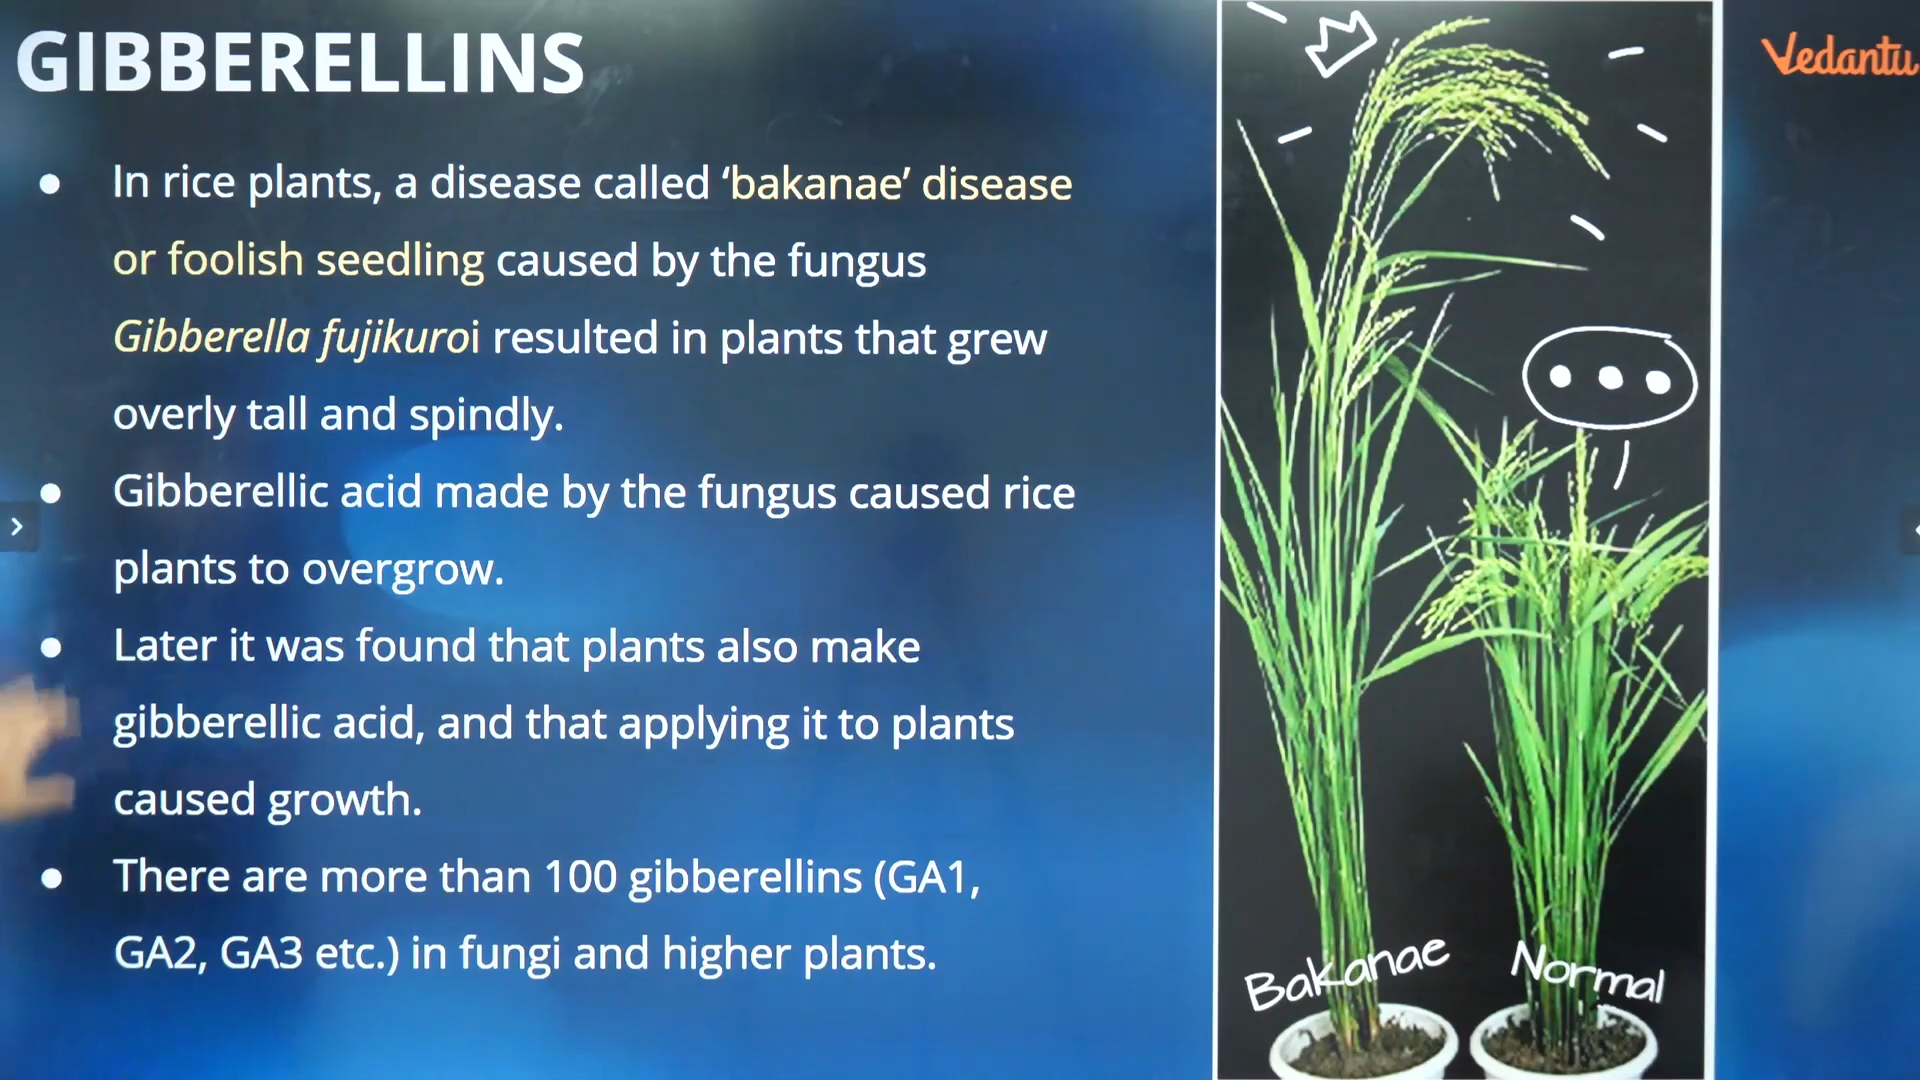 GIBBERELLINS
Vedantu
● In rice plants, a disease called ‘bakanae’ disease
or foolish seedling caused by the fungus
Gibberella fujikuroi resulted in plants that grew
overly tall and spindly.
● Gibberellic acid made by the fungus caused rice
plants to overgrow.
● Later it was found that plants also make
gibberellic acid, and that applying it to plants
caused growth.
● There are more than 100 gibberellins (GA1,
GA2, GA3 etc.) in fungi and higher plants.
Bakanae
Normal